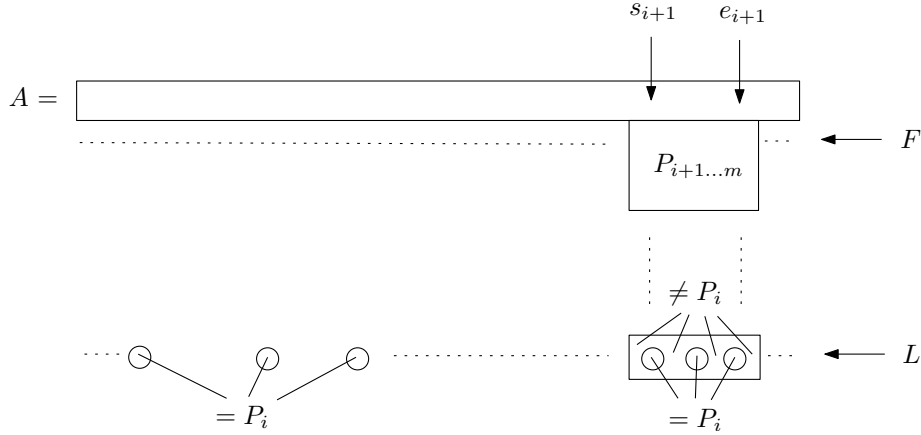 s_{i+1} e_{i+1}
A =
F
P_{i+1...m}
≠ P_i
L
= P_i = P_i